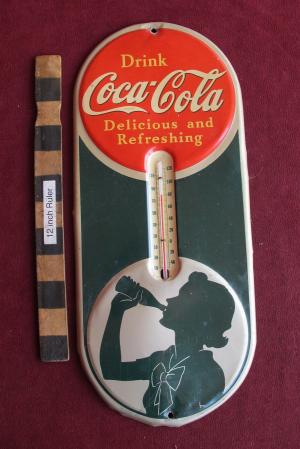 Drink
Coca-Cola
Delicious and
Refreshing
12 inch Ruler